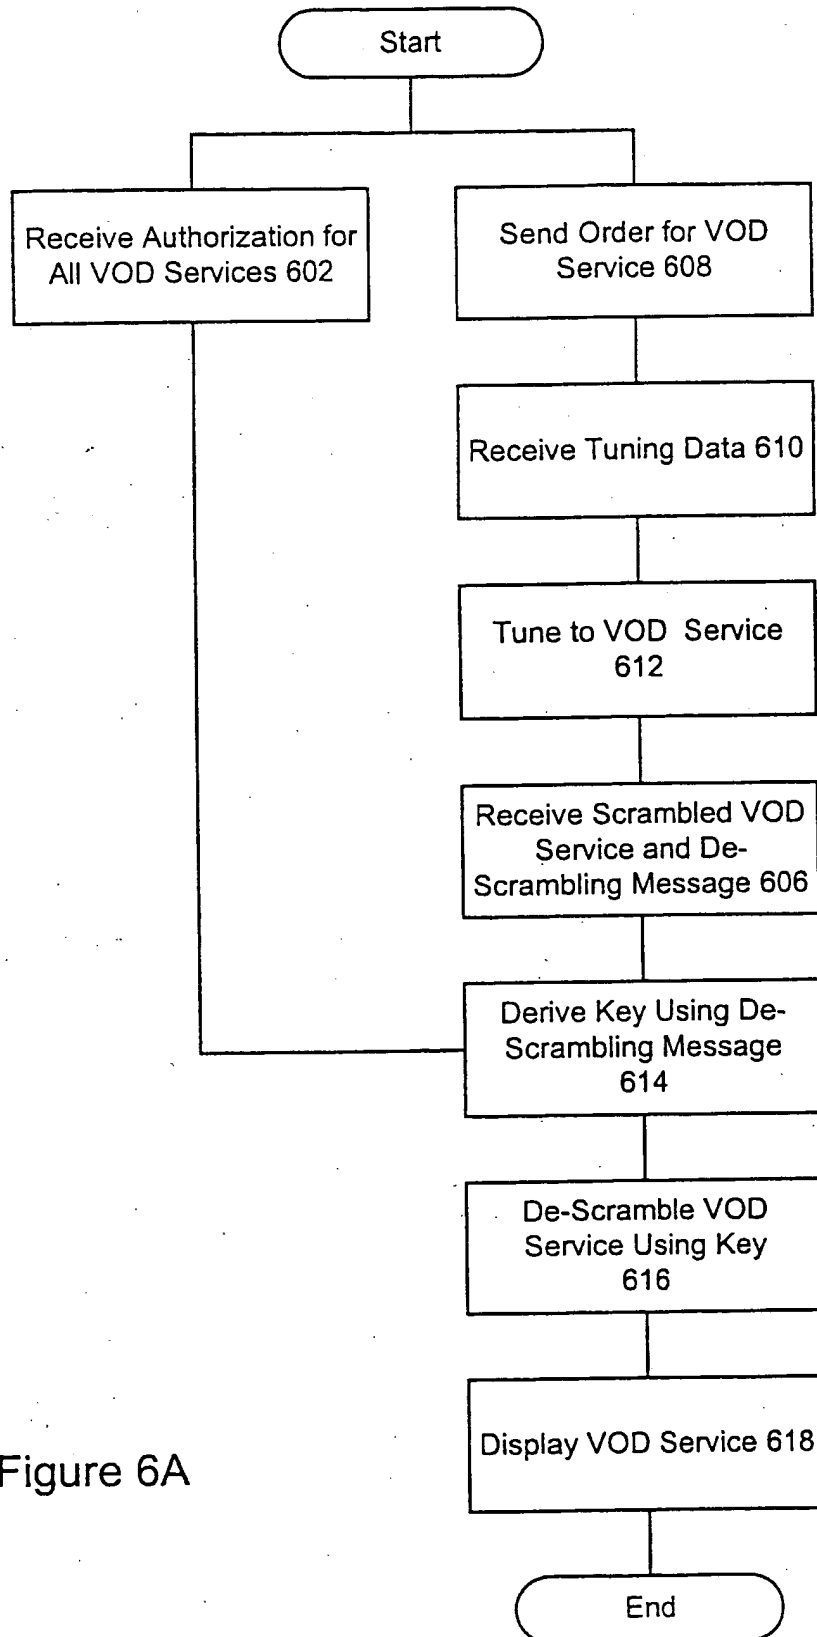 Start
Receive Authorization for
All VOD Services 602
Send Order for VOD
Service 608
Receive Tuning Data 610
Tune to VOD Service
612
Receive Scrambled VOD
Service and De-
Scrambling Message 606
Derive Key Using De-
Scrambling Message
614
De-Scramble VOD
Service Using Key
616
Display VOD Service 618
Figure 6A
End